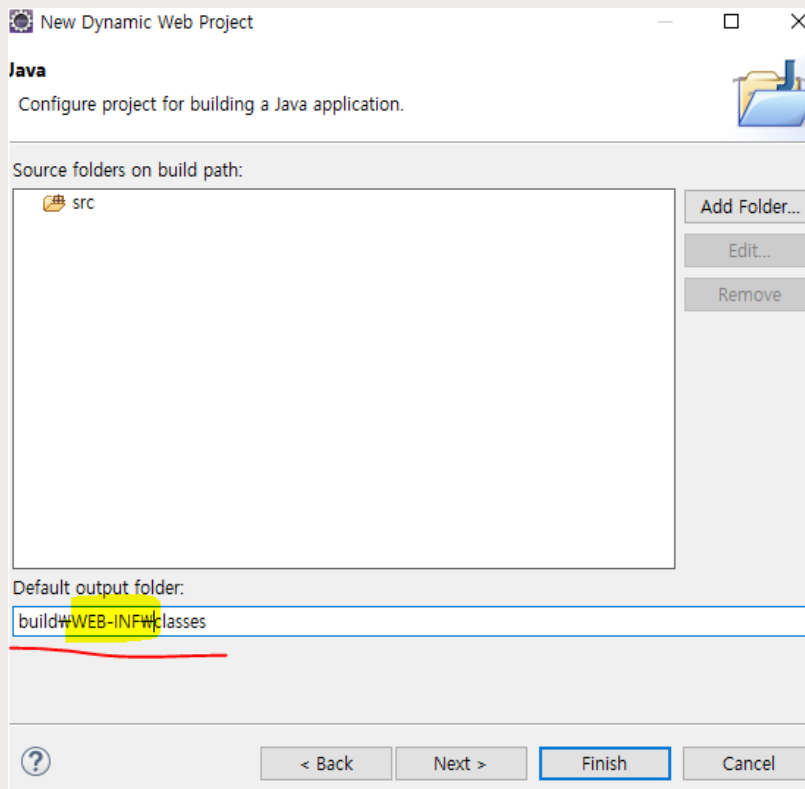 New Dynamic Web Project
Java
Configure project for building a Java application.
Source folders on build path:
src
Add Folder...
Edit...
Remove
Default output folder:
build₩WEB-INF₩classes
?
< Back
Next >
Finish
Cancel